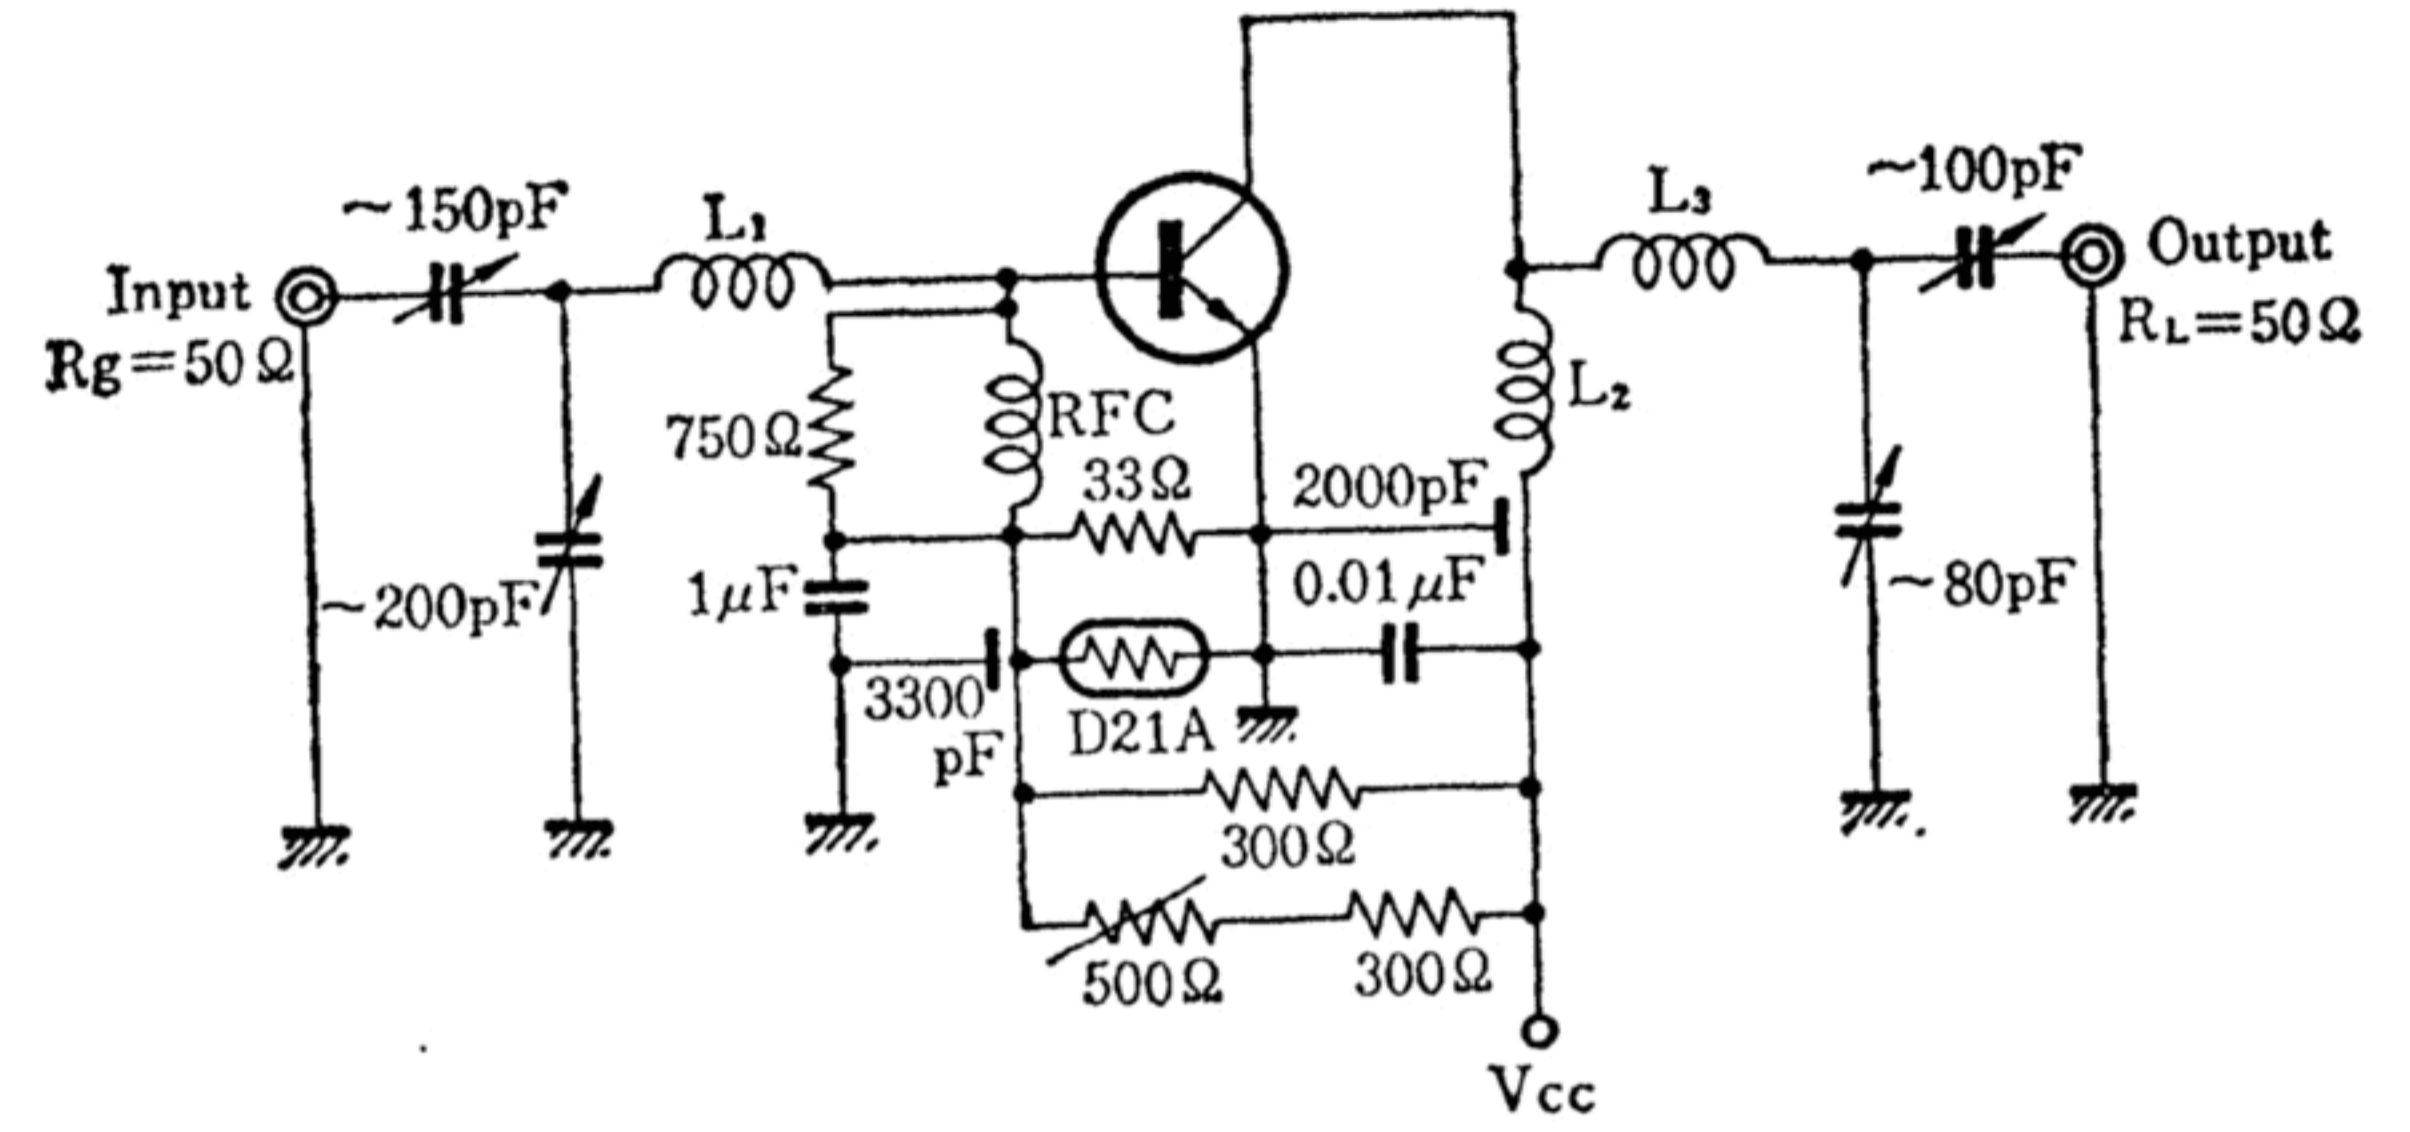 ~150pF
L1
Input
Rg=50Ω
~200pF
750Ω
RFC
33Ω
1μF
3300
pF
D21A
2000pF
0.01μF
300Ω
500Ω
300Ω
Vcc
L2
L3
~100pF
Output
RL=50Ω
~80pF